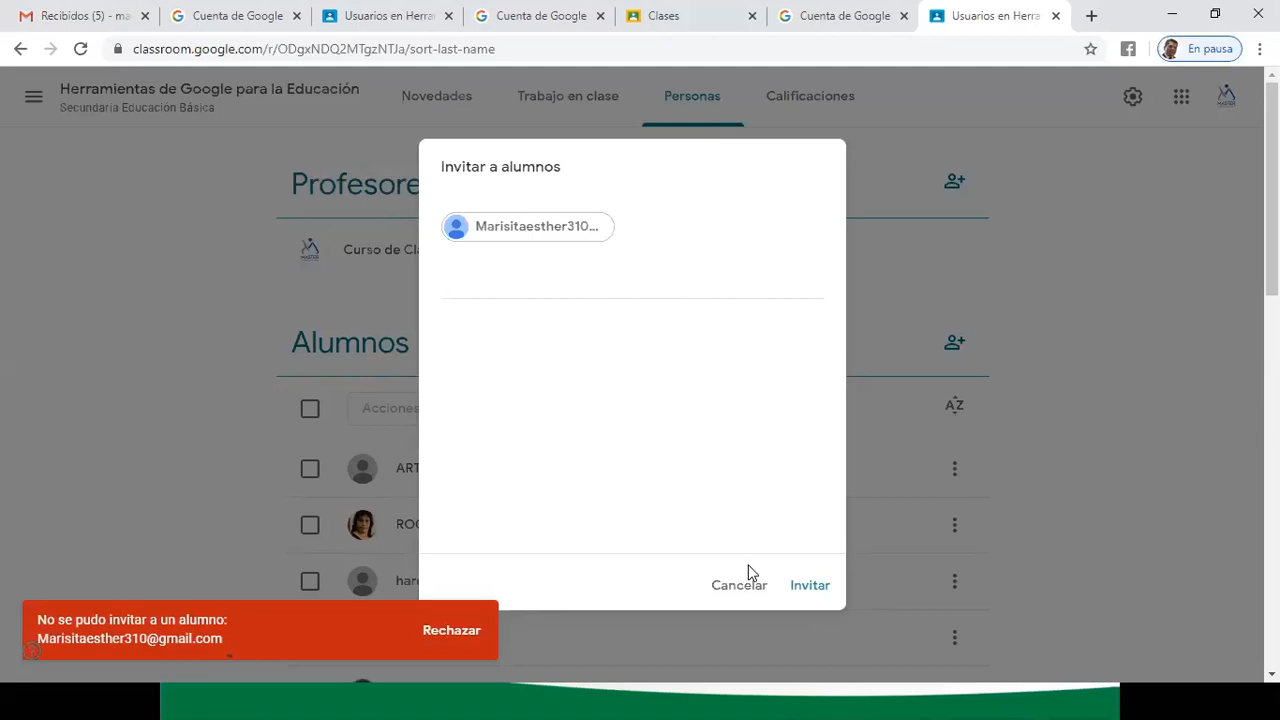 Recibidos (5) - ma
Cuenta de Google
Usuarios en Herra
Cuenta de Google
Clases
Cuenta de Google
Usuarios en Herra
classroom.google.com/r/ODgxNDQ2MTgzNTJa/sort-last-name
En pausa
Herramientas de Google para la Educación
Secundaria Educación Básica
Novedades
Trabajo en clase
Personas
Calificaciones
Invitar a alumnos
Profesore
Marisitaesther310...
Curso de Cla
Alumnos
Acciones
AZ
ART
ROC
haro
Cancelar
Invitar
No se pudo invitar a un alumno:
Marisitaesther310@gmail.com
Rechazar